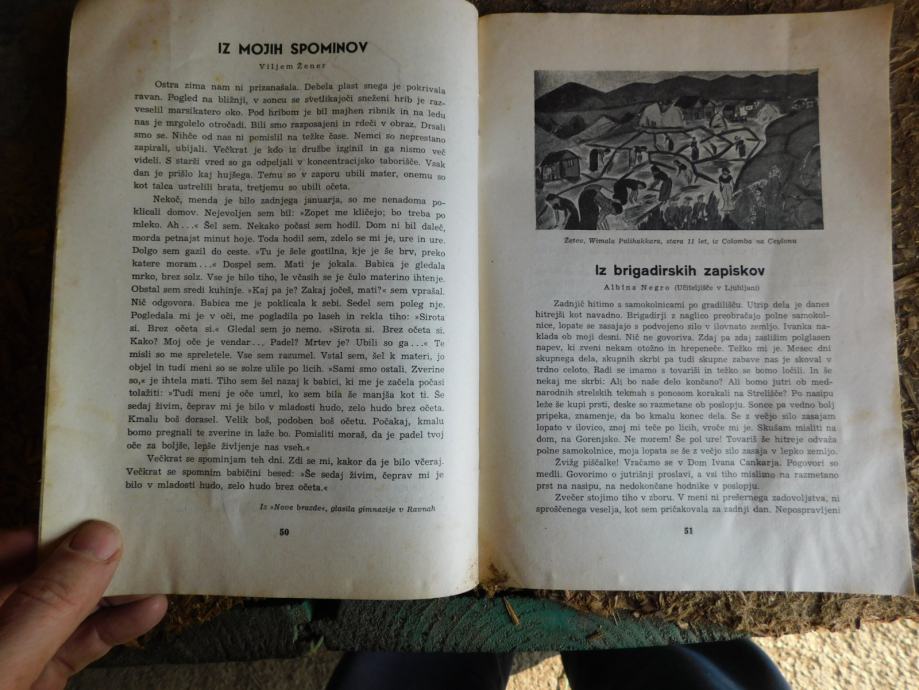 IZ MOJIH SPOMINOV
Viljem Žener
Ostra zima nam ni prizanašala. Debela plast snega je pokrivala
ravan. Pogled na bližnji, v soncu se svetlikajoči sneženi hrib je raz-
veselil marsikatero oko. Pod hribom je bil majhen ribnik in na ledu
nas je mrgolelo otročadi. Bili smo razposajeni in rdeči v obraz. Drsali
smo se. Nihče od nas ni pomislil na težke čase. Nemci so neprestano
zapirali, ubijali. Večkrat je kdo iz družbe izginil in ga nismo več
videli. S starši vred so ga odpeljali v koncentracijsko taborišče. Vsak
dan je prišlo kaj hujšega. Temu so v zaporu ubili mater, onemu so
kot talca ustrelili brata, tretjemu so ubili očeta.
Nekoč, menda je bilo zadnjega januarja, so me nenadoma po-
klicali domov. Nejevoljen sem bil: »Zopet me kličejo; bo treba po
mleko. Ah...« Šel sem. Nekako počasi sem hodil. Dom ni bil daleč,
morda petnajst minut hoje. Toda hodil sem, zdelo se mi je, ure in ure.
Dolgo sem gazil do ceste. »Tu je šele gostilna, kje je še brv, preko
katere moram...« Dospel sem. Mati je jokala. Babica je gledala
mrko, brez solz. Vse je bilo tiho, le včasih se je čulo materino ihtenje.
Obstal sem sredi kuhinje. »Kaj pa je? Zakaj jočeš, mati?« sem vprašal.
Nič odgovora. Babica me je poklicala k sebi. Sedel sem poleg nje.
Pogledala mi je v oči, me pogladila po laseh in rekla tiho: »Sirota
si. Brez očeta si.« Gledal sem jo nemo. »Sirota si. Brez očeta si.
Kako? Moj oče je vendar.. Padel? Mrtev je? Ubili so ga...« Te
misli so me spreletele. Vse sem razumel. Vstal sem, šel k materi, jo
objel in tudi meni so se solze ulile po licih. »Sami smo ostali. Zverine
so,« je ihtela mati. Tiho sem šel nazaj k babici, ki me je začela počasi
tolažiti: »Tudi meni je oče umrl, ko sem bila še manjša kot ti. Še
sedaj živim, čeprav mi je bilo v mladosti hudo, zelo hudo brez očeta.
Kmalu boš dorasel. Velik boš, podoben boš očetu. Počakaj, kmalu
bomo pregnali te zverine in laže bo. Pomisliti moraš, da je padel tvoj
oče za boljše, lepše življenje nas vseh.«
Večkrat se spominjam teh dni. Zdi se mi, kakor da je bilo včeraj.
Večkrat se spomnim babičini besed: »Še sedaj živim, čeprav mi je
bilo v mladosti hudo, zelo hudo brez očeta.«
Iz »Nove brazde«, glasila gimnazije v Ravnah
50
Žetev, Wimala Palihakkara, stara 11 let, iz Colomba na Ceylonu
Iz brigadirskih zapiskov
Albina Negro (Učiteljišče v Ljubljani)
Zadnjič hitimo s samokolnicami po gradilišču. Utrip dela je danes
hitrejši kot navadno. Brigadirji z naglico preobračajo polne samokol-
nice, lopate se zasajajo s podvojeno silo v ilovnato zemljo. Ivanka na-
klada ob moji desni. Nič ne govoriva. Zdaj pa zdaj zaslišim polglasen
napev, ki zveni nekam otožno in hrepeneče. Težko mi je. Mesec dni
skupnega dela, skupnih skrbi pa tudi skupne zabave nas je skoval v
trdno celoto. Radi se imamo s tovariši in težko se bomo ločili. In še
nekaj me skrbi: Ali bo naše delo končano? Ali bomo jutri ob med-
narodnih strelskih tekmah s ponosom korakali na Strelišče? Po nasipu
leže še kupi prsti, deske so razmetane ob poslopju. Sonce pa vedno bolj
pripeka, znamenje, da bo kmalu konec dela. Še z večjo silo zasajam
lopato v ilovico, znoj mi teče po licih, vroče mi je. Skušam misliti na
dom, na Gorenjsko. Ne morem! Še pol ure! Tovariš še hitreje odvaža
polne samokolnice, moja lopata se še z večjo silo zasaja v lepko zemljo.
Žvižg piščalke! Vračamo se v Dom Ivana Cankarja. Pogovori so
medli. Govorimo o jutrišnji proslavi, a vsi tiho mislimo na razmetano
prst na nasipu, na nedokončane hodnike v poslopju.
Zvečer stojimo tiho v zboru. V meni ni prešernega zadovoljstva, ni
sproščenega veselja, kot sem pričakovala za zadnji dan. Nepospravljeni
51